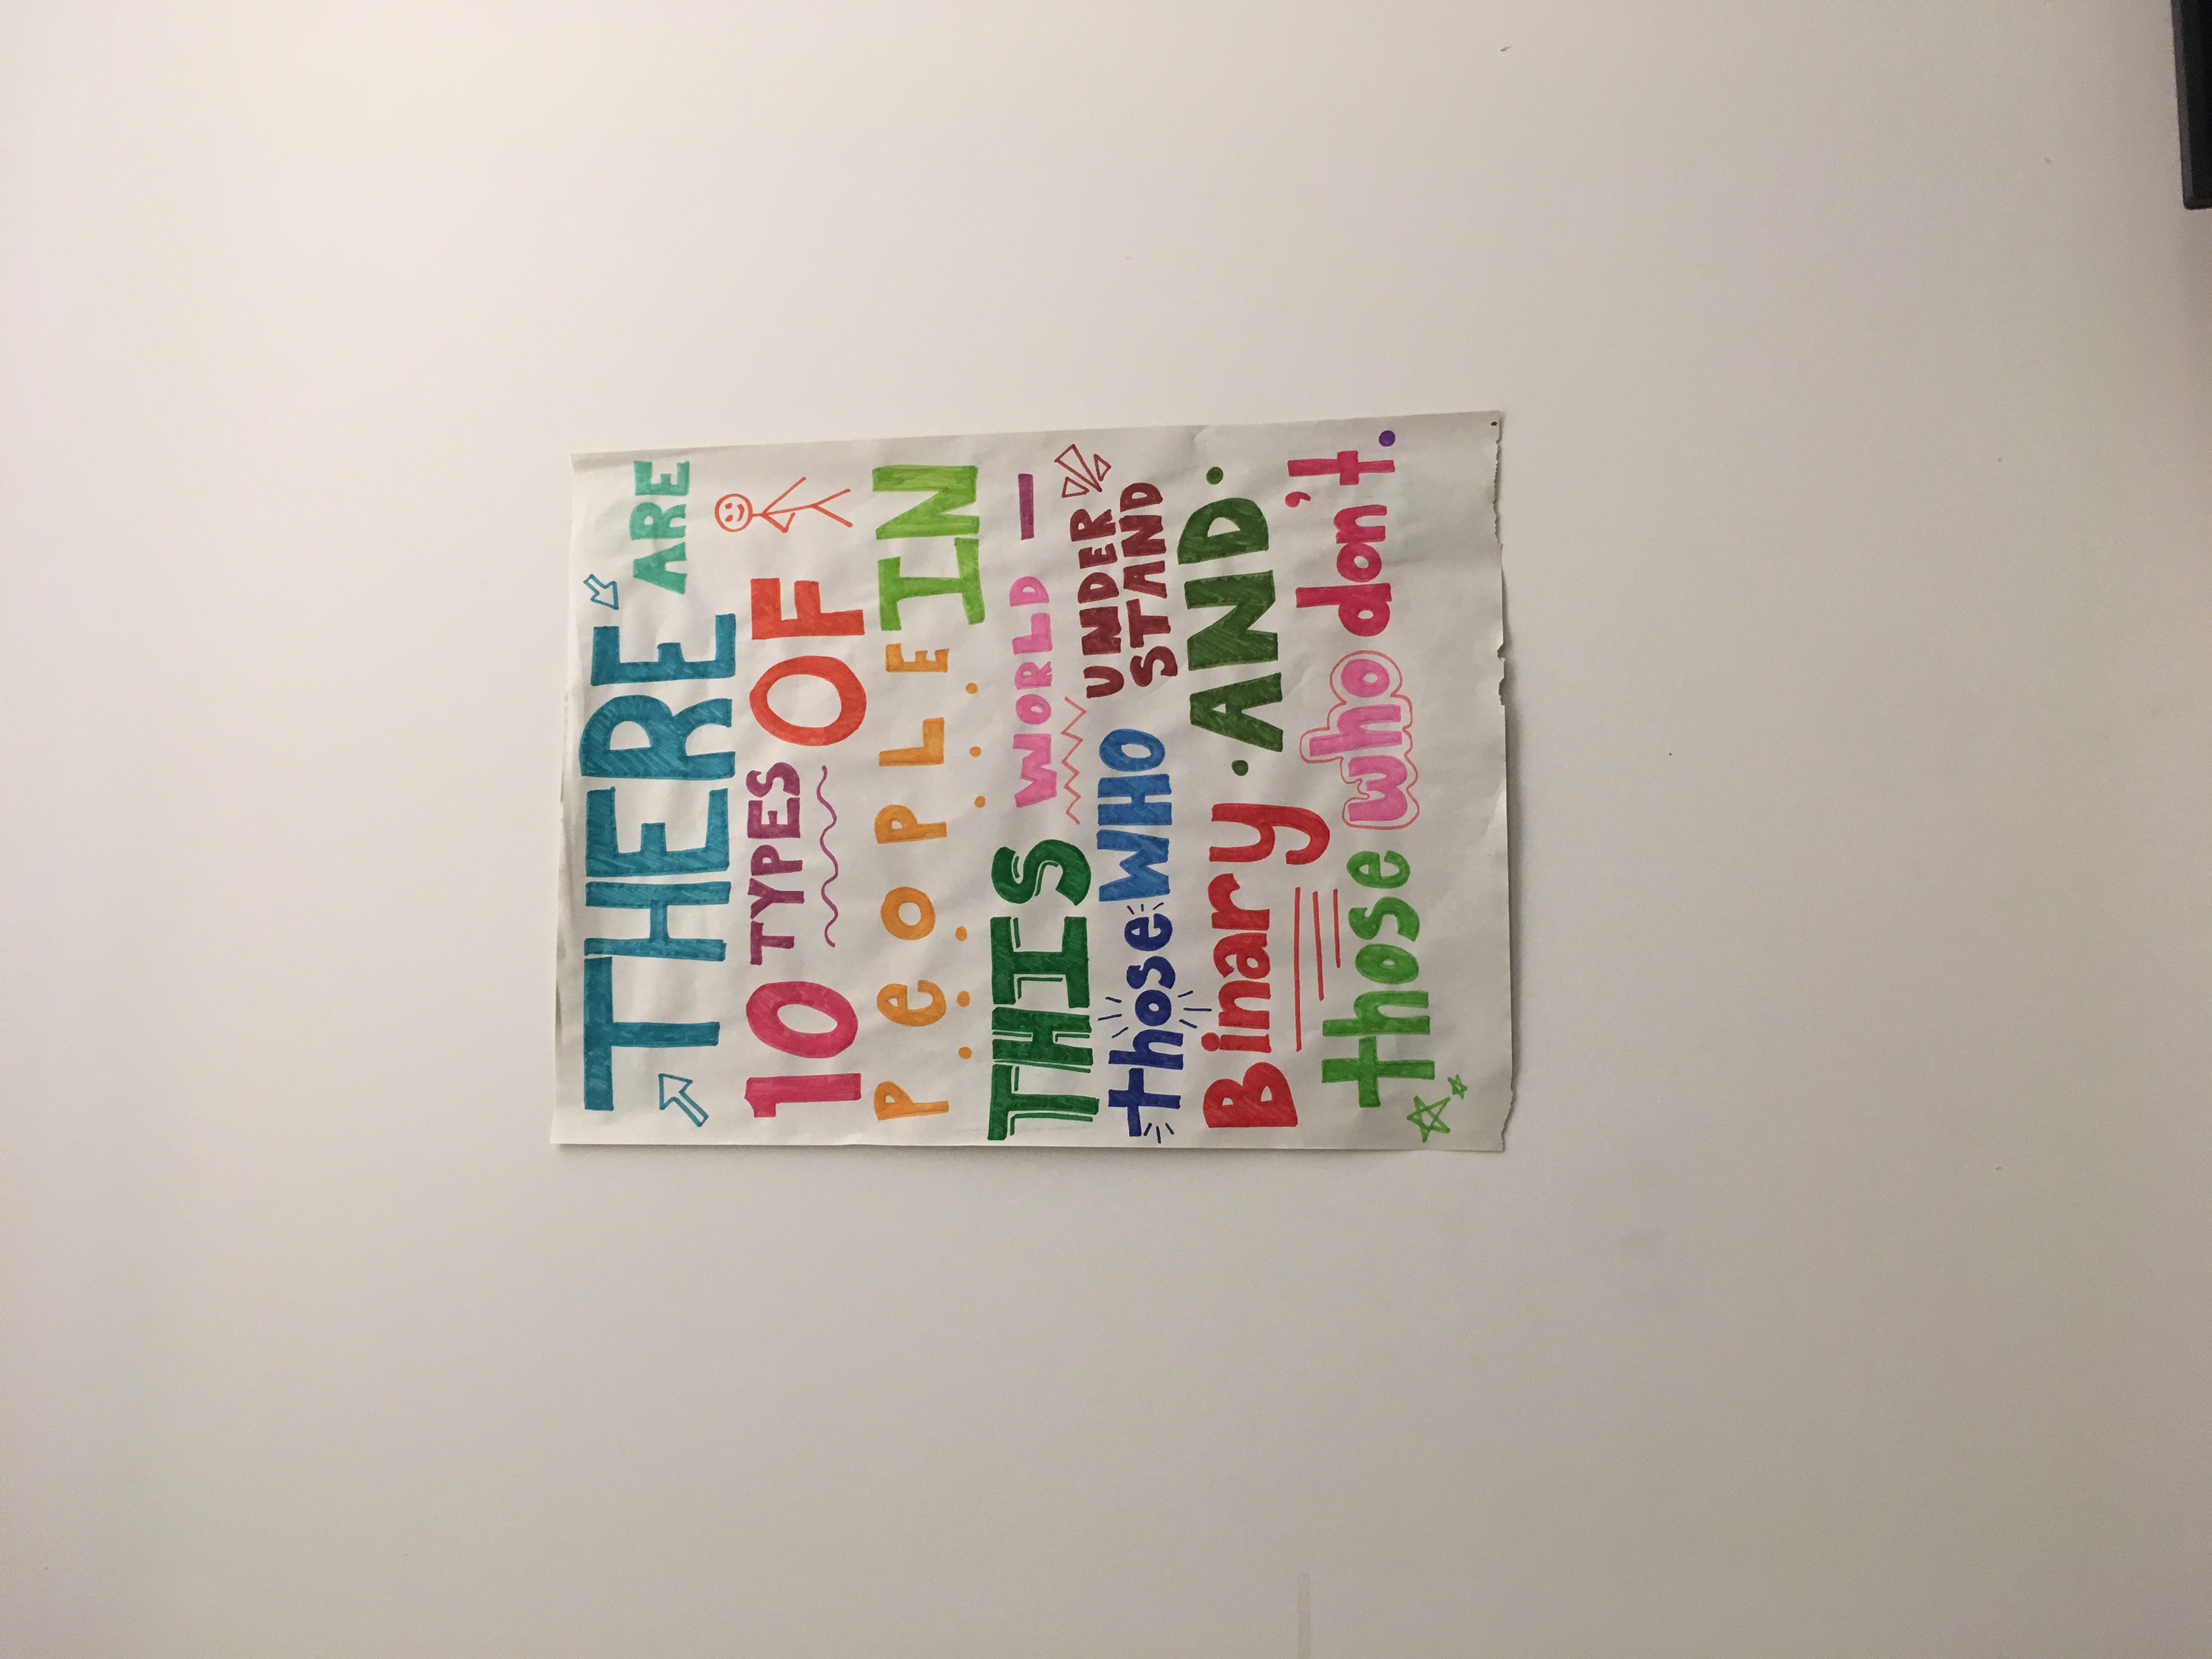 THERE ARE
10 TYPES OF
PeOPLE IN
THIS WORLD —
those WHO UNDER
STAND
Binary · AND ·
those who don't.